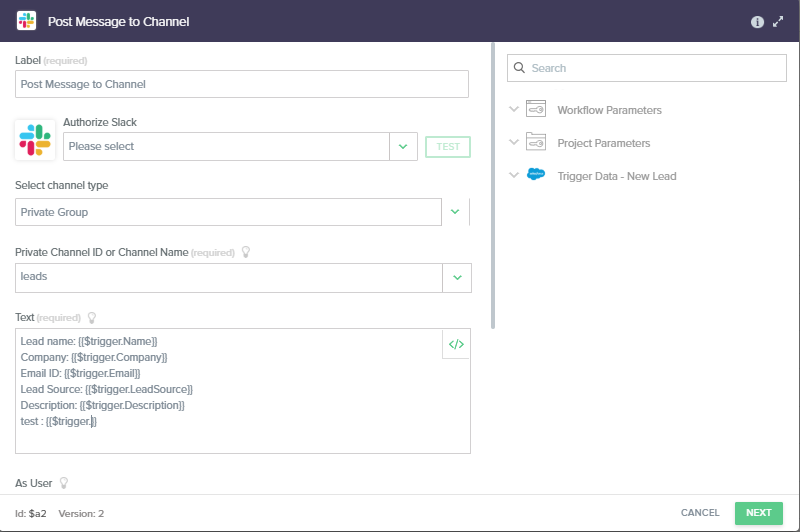 Post Message to Channel
Label (required)
Post Message to Channel
Authorize Slack
Please select
TEST
Select channel type
Private Group
Private Channel ID or Channel Name (required)
leads
Text (required)
Lead name: {{$trigger.Name}}
Company: {{$trigger.Company}}
Email ID: {{$trigger.Email}}
Lead Source: {{$trigger.LeadSource}}
Description: {{$trigger.Description}}
test : {{$trigger.}}
</>
As User
Search
Workflow Parameters
Project Parameters
Trigger Data - New Lead
Id: $a2 Version: 2
CANCEL
NEXT